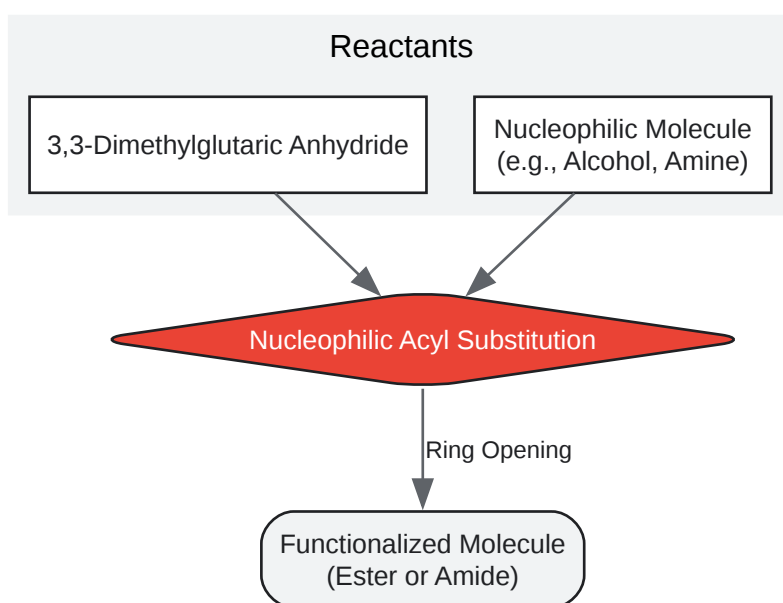 Reactants
3,3-Dimethylglutaric Anhydride
Nucleophilic Molecule
(e.g., Alcohol, Amine)
Nucleophilic Acyl Substitution
Ring Opening
Functionalized Molecule
(Ester or Amide)